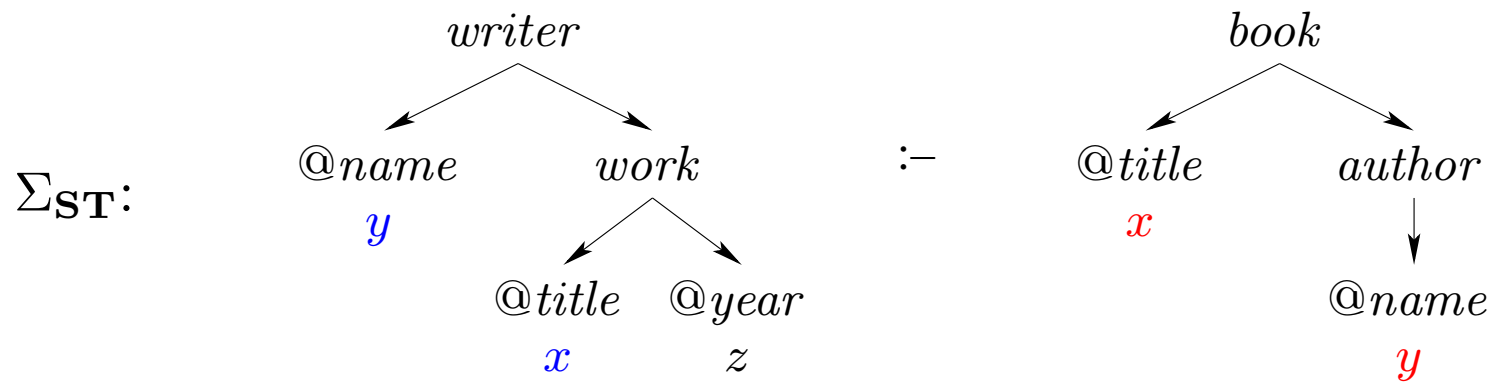 writer book
@name work :– @title author
Σ_ST:
y x
@title @year @name
x z y